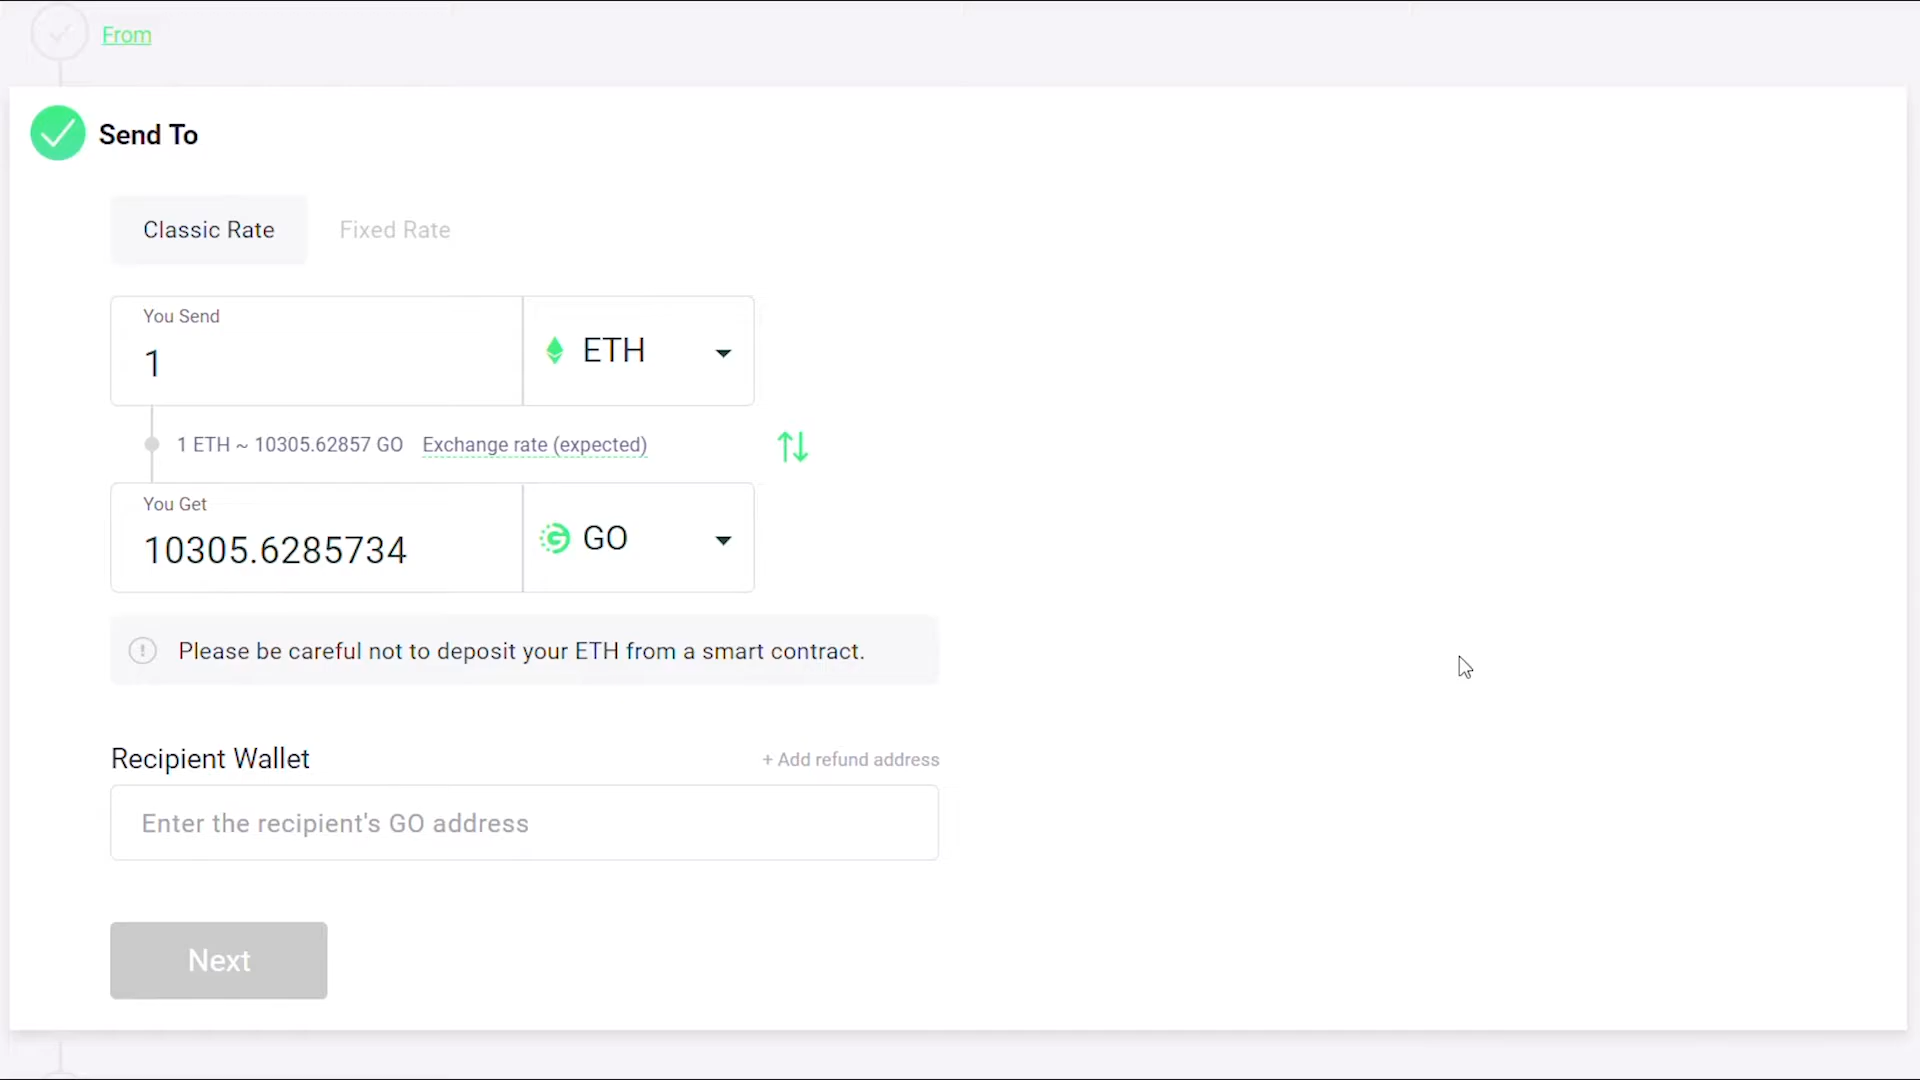 From
Send To
Classic Rate Fixed Rate
You Send
1 ETH
1 ETH ~ 10305.62857 GO Exchange rate (expected)
You Get
10305.6285734 GO
Please be careful not to deposit your ETH from a smart contract.
Recipient Wallet + Add refund address
Enter the recipient's GO address
Next